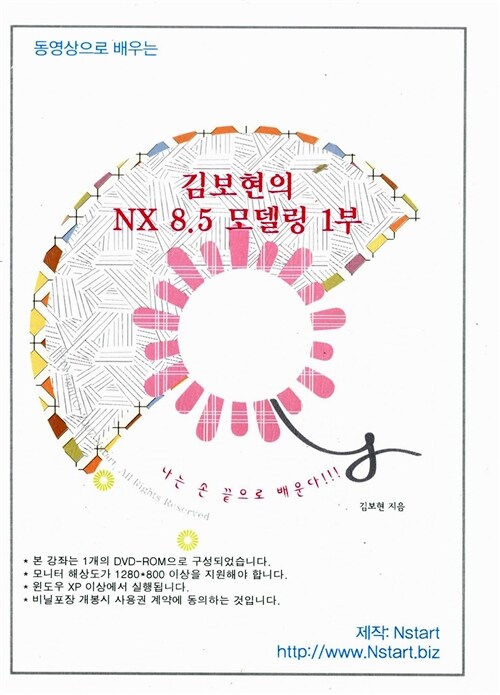 동영상으로 배우는
김보현의
NX 8.5 모델링 1부
나는 손 끝으로 배운다!!!
All Rights Reserved
김보현 지음
* 본 강좌는 1개의 DVD-ROM으로 구성되었습니다.
* 모니터 해상도가 1280*800 이상을 지원해야 합니다.
* 윈도우 XP 이상에서 실행됩니다.
* 비닐포장 개봉시 사용권 계약에 동의하는 것입니다.
제작: Nstart
http://www.Nstart.biz